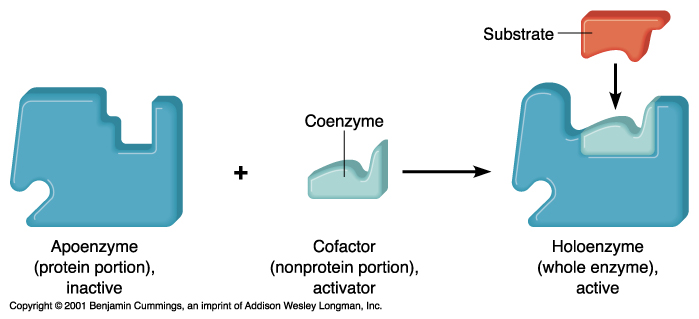 Substrate
Coenzyme
+
Apoenzyme
(protein portion),
inactive
Cofactor
(nonprotein portion),
activator
Holoenzyme
(whole enzyme),
active
Copyright © 2001 Benjamin Cummings, an imprint of Addison Wesley Longman, Inc.